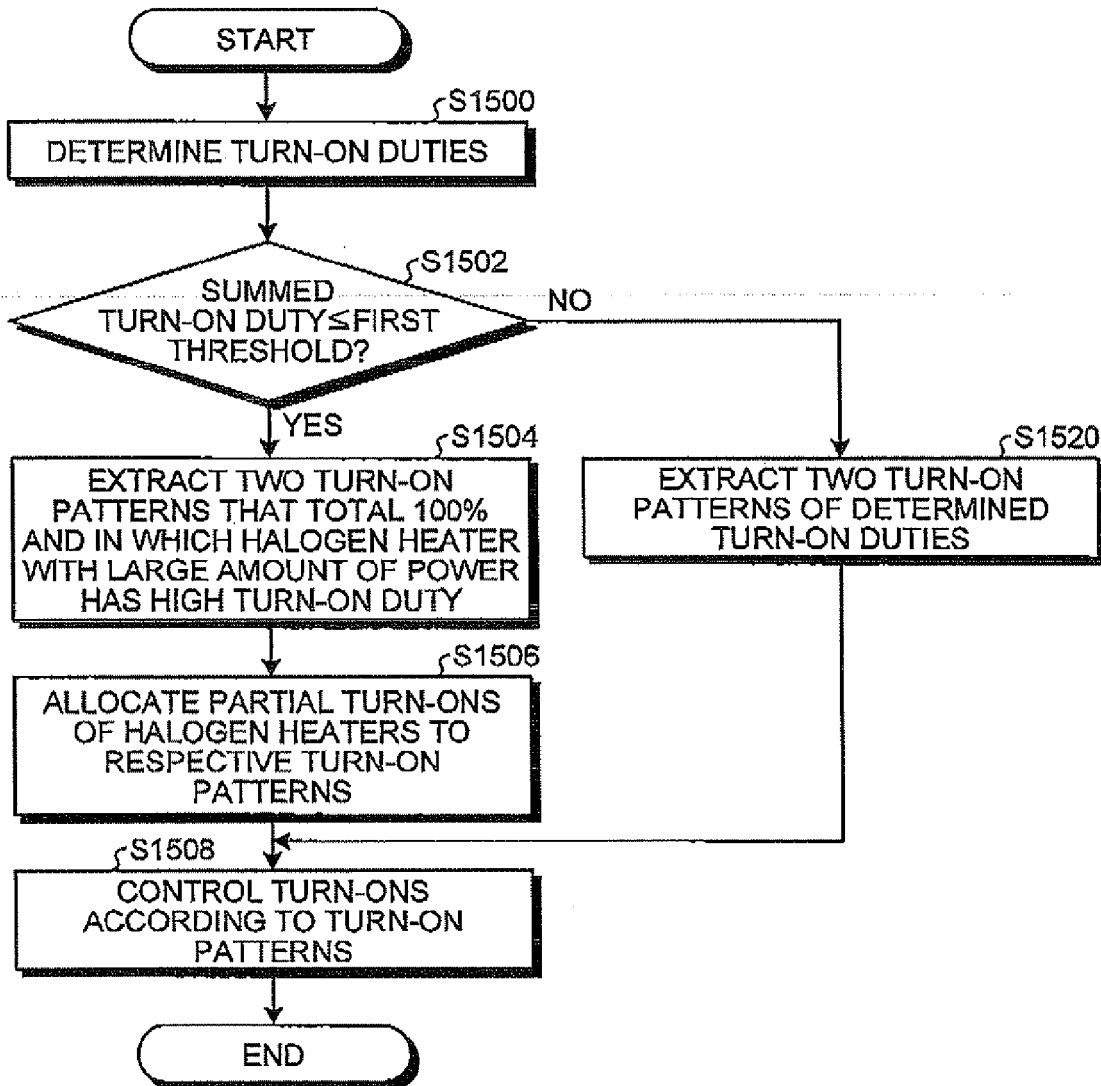 START
S1500
DETERMINE TURN-ON DUTIES
S1502
SUMMED
TURN-ON DUTY≤FIRST
THRESHOLD?
NO
YES
S1504
EXTRACT TWO TURN-ON
PATTERNS THAT TOTAL 100%
AND IN WHICH HALOGEN HEATER
WITH LARGE AMOUNT OF POWER
HAS HIGH TURN-ON DUTY
S1520
EXTRACT TWO TURN-ON
PATTERNS OF DETERMINED
TURN-ON DUTIES
S1506
ALLOCATE PARTIAL TURN-ONS
OF HALOGEN HEATERS TO
RESPECTIVE TURN-ON
PATTERNS
S1508
CONTROL TURN-ONS
ACCORDING TO TURN-ON
PATTERNS
END